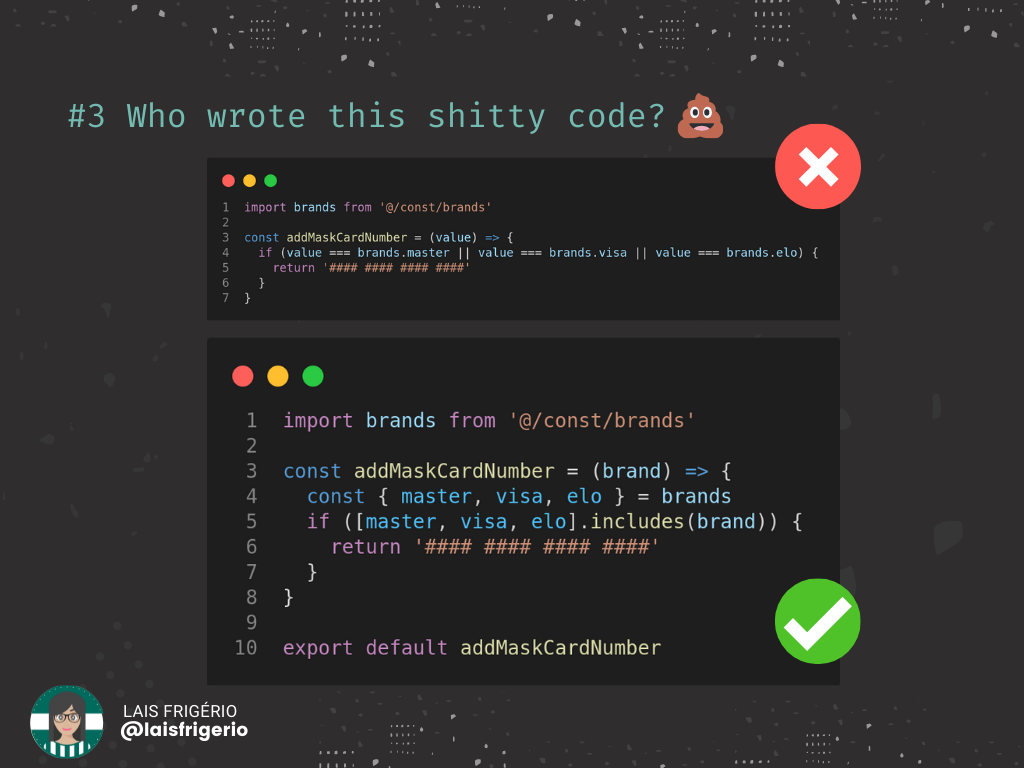 #3 Who wrote this shitty code? 💩
1 import brands from '@/const/brands'
2
3 const addMaskCardNumber = (value) => {
4   if (value === brands.master || value === brands.visa || value === brands.elo) {
5     return '#### #### #### ####'
6   }
7 }
1 import brands from '@/const/brands'
2
3 const addMaskCardNumber = (brand) => {
4   const { master, visa, elo } = brands
5   if ([master, visa, elo].includes(brand)) {
6     return '#### #### #### ####'
7   }
8 }
9
10 export default addMaskCardNumber
LAIS FRIGÉRIO
@laisfrigerio